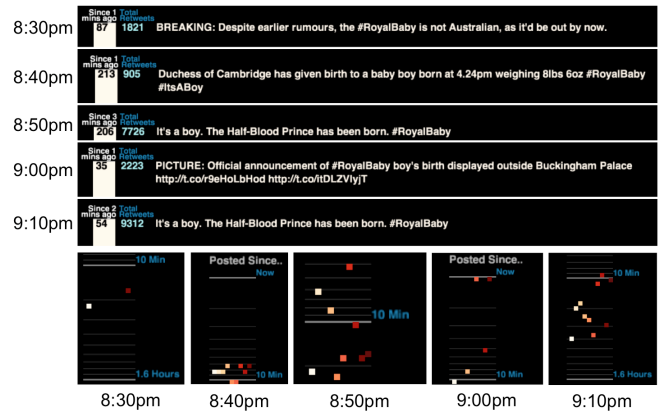 8:30pm
Since 1 Total
mins ago Retweets
87 1821 BREAKING: Despite earlier rumours, the #RoyalBaby is not Australian, as it'd be out by now.
8:40pm
Since 1 Total
mins ago Retweets
213 905 Duchess of Cambridge has given birth to a baby boy born at 4.24pm weighing 8lbs 6oz #RoyalBaby
#ItsABoy
8:50pm
Since 3 Total
mins ago Retweets
206 7726 It's a boy. The Half-Blood Prince has been born. #RoyalBaby
9:00pm
Since 1 Total
mins ago Retweets
35 2223 PICTURE: Official announcement of #RoyalBaby boy's birth displayed outside Buckingham Palace
http://t.co/r9eHoLbHod http://t.co/itDLZVlyjT
9:10pm
Since 2 Total
mins ago Retweets
54 9312 It's a boy. The Half-Blood Prince has been born. #RoyalBaby
10 Min
1.6 Hours
Posted Since..
Now
10 Min
10 Min
Posted Since..
Now
10 Min
10 Min
1.6 Hours
8:30pm 8:40pm 8:50pm 9:00pm 9:10pm